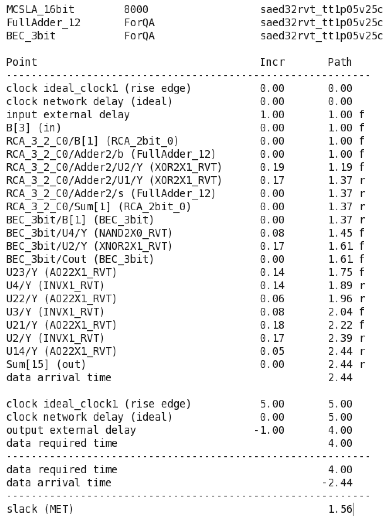 MCSLA_16bit 8000 saed32rvt_tt1p05v25c
FullAdder_12 ForQA saed32rvt_tt1p05v25c
BEC_3bit ForQA saed32rvt_tt1p05v25c
Point Incr Path
-----------------------------------------------------------
clock ideal_clock1 (rise edge) 0.00 0.00
clock network delay (ideal) 0.00 0.00
input external delay 1.00 1.00 f
B[3] (in) 0.00 1.00 f
RCA_3_2_C0/B[1] (RCA_2bit_0) 0.00 1.00 f
RCA_3_2_C0/Adder2/b (FullAdder_12) 0.00 1.00 f
RCA_3_2_C0/Adder2/U2/Y (XOR2X1_RVT) 0.19 1.19 f
RCA_3_2_C0/Adder2/U1/Y (XOR2X1_RVT) 0.17 1.37 r
RCA_3_2_C0/Adder2/s (FullAdder_12) 0.00 1.37 r
RCA_3_2_C0/Sum[1] (RCA_2bit_0) 0.00 1.37 r
BEC_3bit/B[1] (BEC_3bit) 0.00 1.37 r
BEC_3bit/U4/Y (NAND2X0_RVT) 0.08 1.45 f
BEC_3bit/U2/Y (XNOR2X1_RVT) 0.17 1.61 f
BEC_3bit/Cout (BEC_3bit) 0.00 1.61 f
U23/Y (AO22X1_RVT) 0.14 1.75 f
U4/Y (INVX1_RVT) 0.14 1.89 r
U22/Y (AO22X1_RVT) 0.06 1.96 r
U3/Y (INVX1_RVT) 0.08 2.04 f
U21/Y (AO22X1_RVT) 0.18 2.22 f
U2/Y (INVX1_RVT) 0.17 2.39 r
U14/Y (AO22X1_RVT) 0.05 2.44 r
Sum[15] (out) 0.00 2.44 r
data arrival time 2.44
clock ideal_clock1 (rise edge) 5.00 5.00
clock network delay (ideal) 0.00 5.00
output external delay -1.00 4.00
data required time 4.00
-----------------------------------------------------------
data required time 4.00
data arrival time -2.44
-----------------------------------------------------------
slack (MET) 1.56